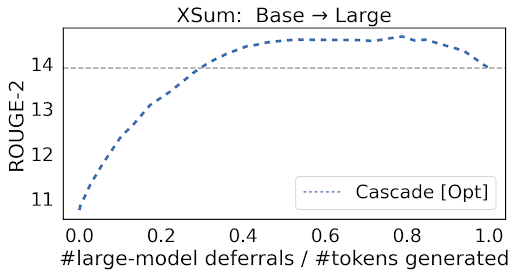 XSum: Base → Large
ROUGE-2
14
13
12
11
Cascade [Opt]
0.0 0.2 0.4 0.6 0.8 1.0
#large-model deferrals / #tokens generated